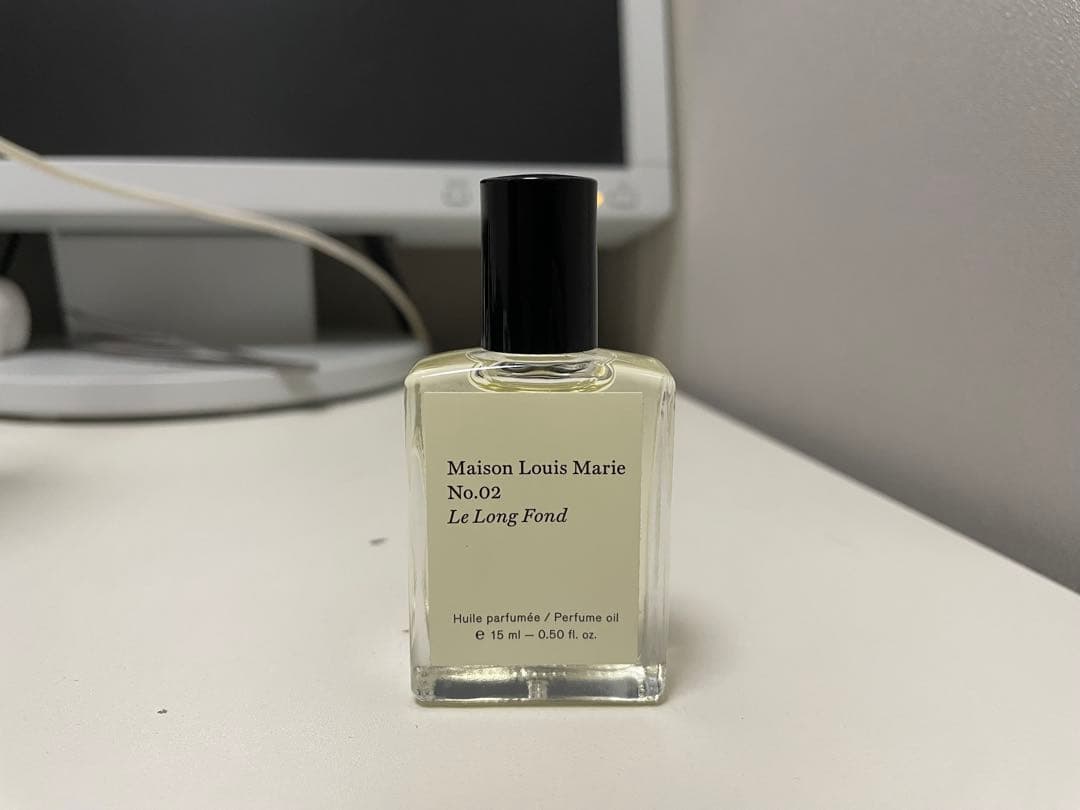 Maison Louis Marie
No.02
Le Long Fond
Huile parfumée / Perfume oil
℮ 15 ml — 0.50 fl. oz.